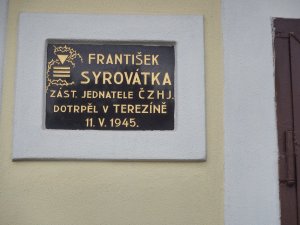 FRANTIŠEK
SYROVÁTKA
ZÁST. JEDNATELE ČZHJ.
DOTRPĚL V TEREZÍNĚ
11. V. 1945.